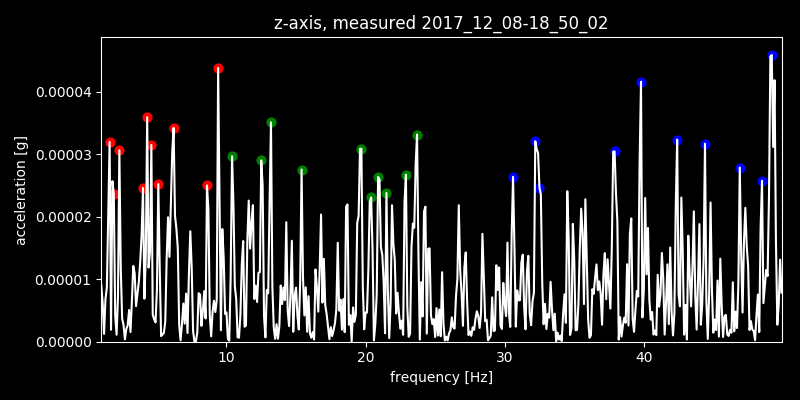 z-axis, measured 2017_12_08-18_50_02
acceleration [g]
0.00004
0.00003
0.00002
0.00001
0.00000
10 20 30 40
frequency [Hz]